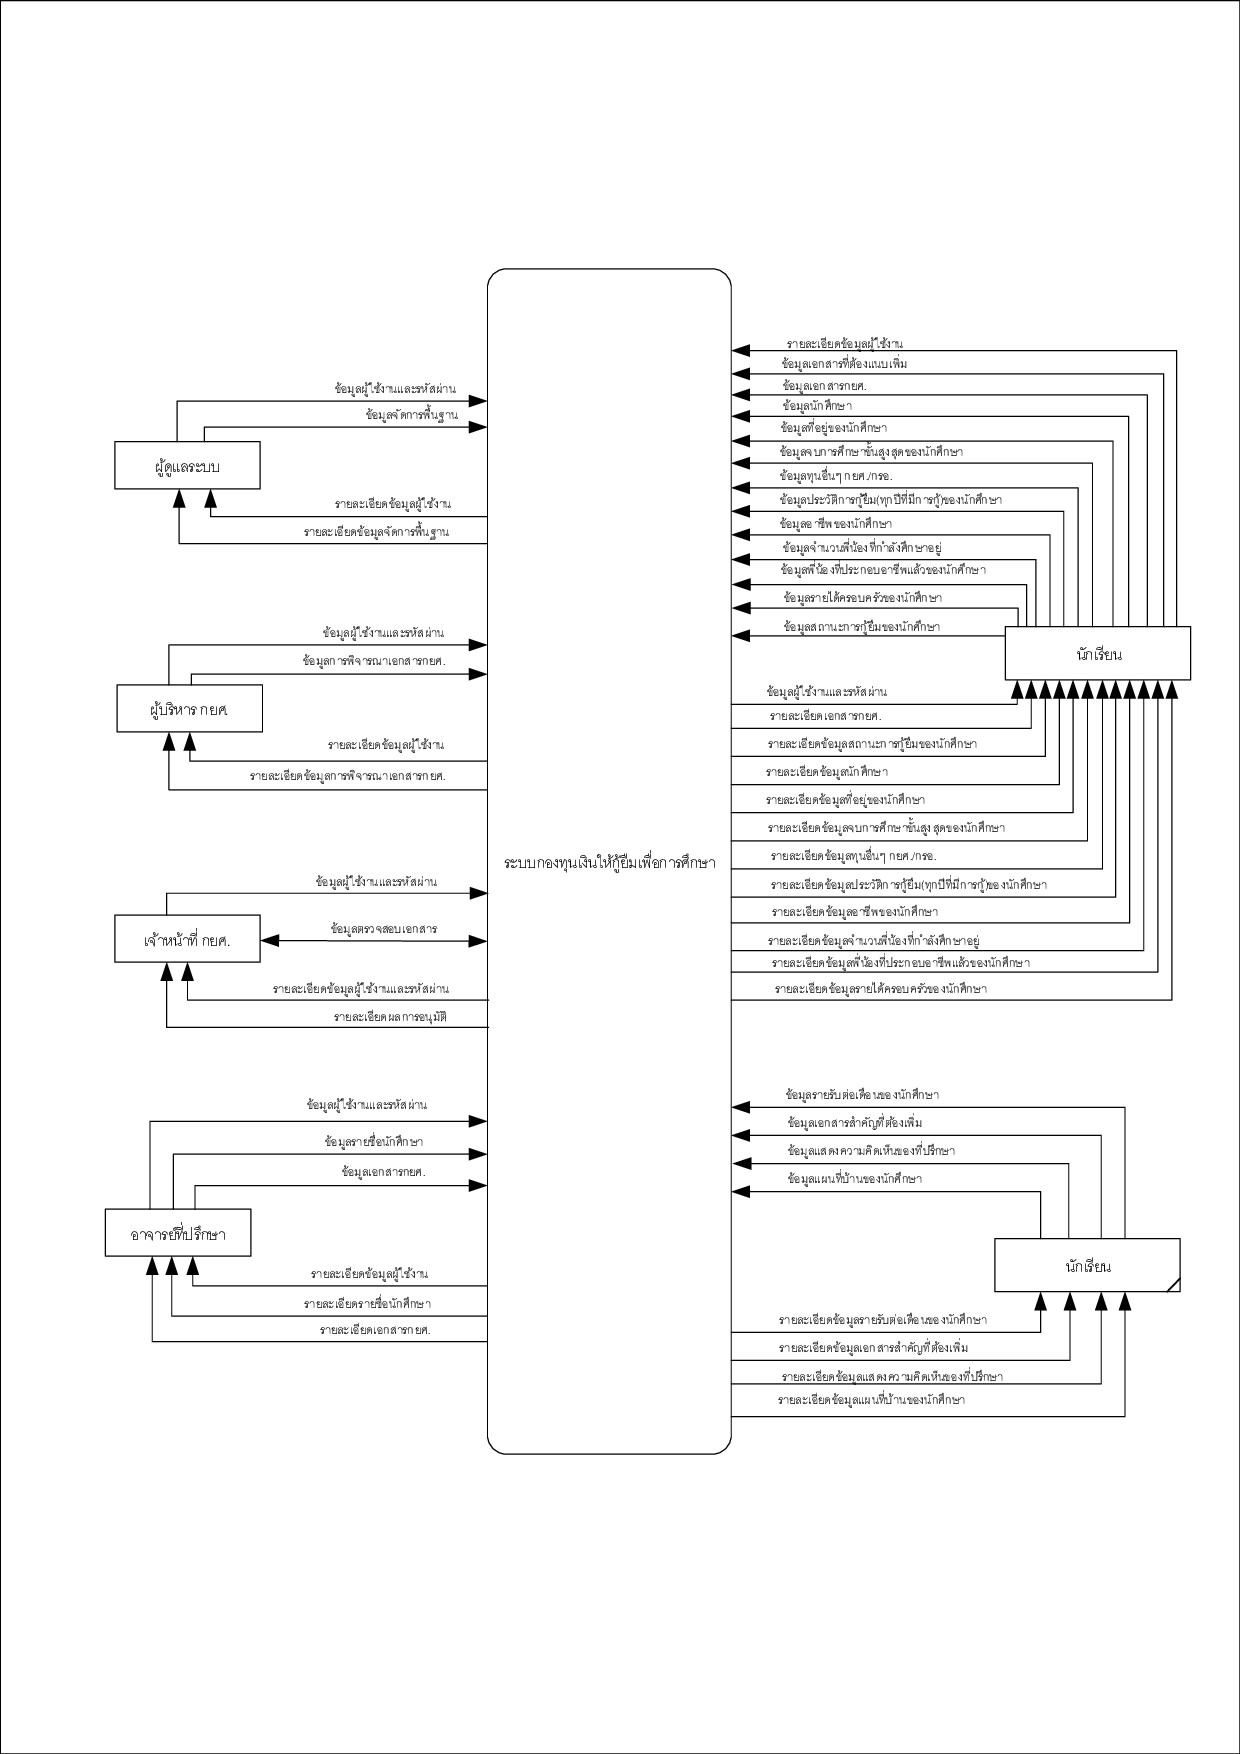 ข้อมูลผู้ใช้งานและรหัสผ่าน
ข้อมูลจัดการพื้นฐาน
ผู้ดูแลระบบ
รายละเอียดข้อมูลผู้ใช้งาน
รายละเอียดข้อมูลจัดการพื้นฐาน
ข้อมูลผู้ใช้งานและรหัสผ่าน
ข้อมูลการพิจารณาเอกสารกยศ.
ผู้บริหาร กยศ.
รายละเอียดข้อมูลผู้ใช้งาน
รายละเอียดข้อมูลการพิจารณาเอกสารกยศ.
ข้อมูลผู้ใช้งานและรหัสผ่าน
เจ้าหน้าที่ กยศ.
ข้อมูลตรวจสอบเอกสาร
รายละเอียดข้อมูลผู้ใช้งานและรหัสผ่าน
รายละเอียดผลการอนุมัติ
ข้อมูลผู้ใช้งานและรหัสผ่าน
ข้อมูลรายชื่อนักศึกษา
ข้อมูลเอกสารกยศ.
อาจารย์ที่ปรึกษา
รายละเอียดข้อมูลผู้ใช้งาน
รายละเอียดรายชื่อนักศึกษา
รายละเอียดเอกสารกยศ.
ระบบกองทุนเงินให้กู้ยืมเพื่อการศึกษา
รายละเอียดข้อมูลผู้ใช้งาน
ข้อมูลเอกสารที่ต้องแนบเพิ่ม
ข้อมูลเอกสารกยศ.
ข้อมูลนักศึกษา
ข้อมูลที่อยู่ของนักศึกษา
ข้อมูลจบการศึกษาขั้นสูงสุดของนักศึกษา
ข้อมูลทุนอื่นๆ กยศ./กรอ.
ข้อมูลประวัติการกู้ยืม(ทุกปีที่มีการกู้)ของนักศึกษา
ข้อมูลอาชีพของนักศึกษา
ข้อมูลจำนวนพี่น้องที่กำลังศึกษาอยู่
ข้อมูลพี่น้องที่ประกอบอาชีพแล้วของนักศึกษา
ข้อมูลรายได้ครอบครัวของนักศึกษา
ข้อมูลสถานะการกู้ยืมของนักศึกษา
นักเรียน
ข้อมูลผู้ใช้งานและรหัสผ่าน
รายละเอียดเอกสารกยศ.
รายละเอียดข้อมูลสถานะการกู้ยืมของนักศึกษา
รายละเอียดข้อมูลนักศึกษา
รายละเอียดข้อมูลที่อยู่ของนักศึกษา
รายละเอียดข้อมูลจบการศึกษาขั้นสูงสุดของนักศึกษา
รายละเอียดข้อมูลทุนอื่นๆ กยศ./กรอ.
รายละเอียดข้อมูลประวัติการกู้ยืม(ทุกปีที่มีการกู้)ของนักศึกษา
รายละเอียดข้อมูลอาชีพของนักศึกษา
รายละเอียดข้อมูลจำนวนพี่น้องที่กำลังศึกษาอยู่
รายละเอียดข้อมูลพี่น้องที่ประกอบอาชีพแล้วของนักศึกษา
รายละเอียดข้อมูลรายได้ครอบครัวของนักศึกษา
ข้อมูลรายรับต่อเดือนของนักศึกษา
ข้อมูลเอกสารสำคัญที่ต้องเพิ่ม
ข้อมูลแสดงความคิดเห็นของที่ปรึกษา
ข้อมูลแผนที่บ้านของนักศึกษา
นักเรียน
รายละเอียดข้อมูลรายรับต่อเดือนของนักศึกษา
รายละเอียดข้อมูลเอกสารสำคัญที่ต้องเพิ่ม
รายละเอียดข้อมูลแสดงความคิดเห็นของที่ปรึกษา
รายละเอียดข้อมูลแผนที่บ้านของนักศึกษา